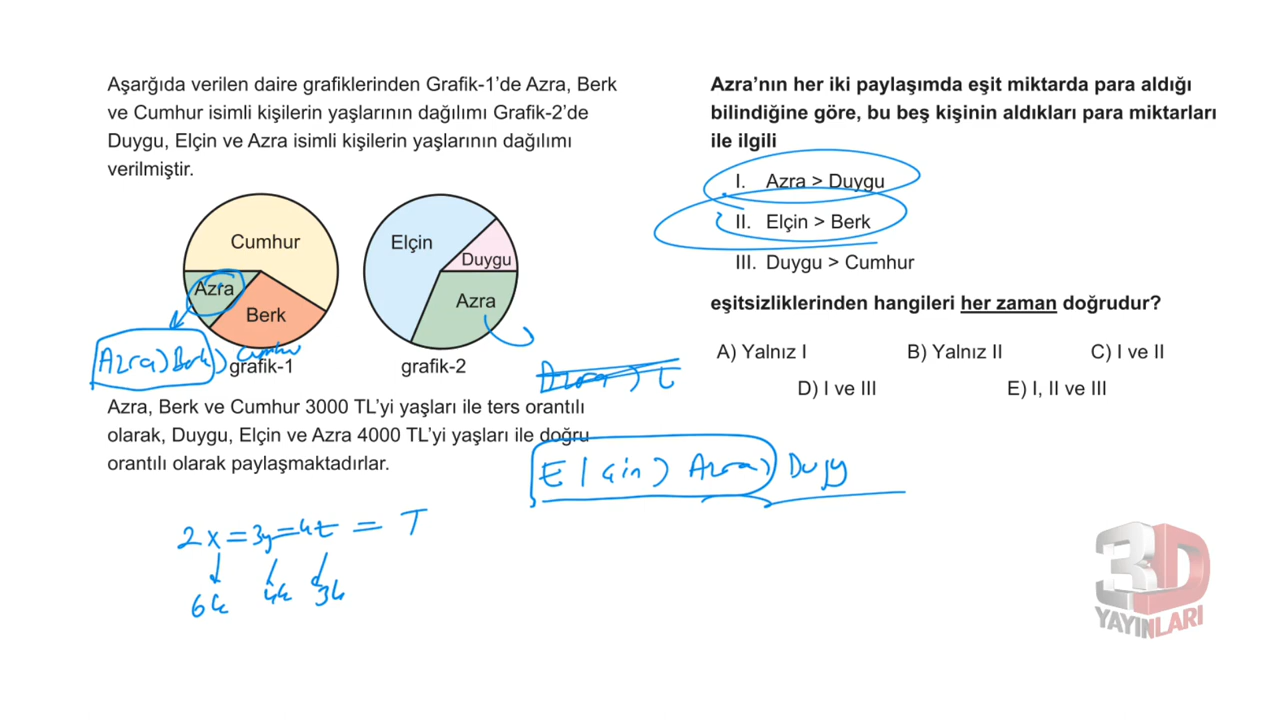 Aşarğıda verilen daire grafiklerinden Grafik-1'de Azra, Berk
ve Cumhur isimli kişilerin yaşlarının dağılımı Grafik-2'de
Duygu, Elçin ve Azra isimli kişilerin yaşlarının dağılımı
verilmiştir.
Cumhur
Azra
Berk
Elçin
Duygu
Azra
Azra > Berk > Cumhur
grafik-1
grafik-2
Azra, Berk ve Cumhur 3000 TL'yi yaşları ile ters orantılı
olarak, Duygu, Elçin ve Azra 4000 TL'yi yaşları ile doğru
orantılı olarak paylaşmaktadırlar.
2x = 3y = 4z = T
6k 4k 3k
Azra'nın her iki paylaşımda eşit miktarda para aldığı
bilindiğine göre, bu beş kişinin aldıkları para miktarları
ile ilgili
I. Azra > Duygu
II. Elçin > Berk
III. Duygu > Cumhur
eşitsizliklerinden hangileri her zaman doğrudur?
A) Yalnız I B) Yalnız II C) I ve II
D) I ve III E) I, II ve III
Elçin > Azra >
3D
YAYINLARI